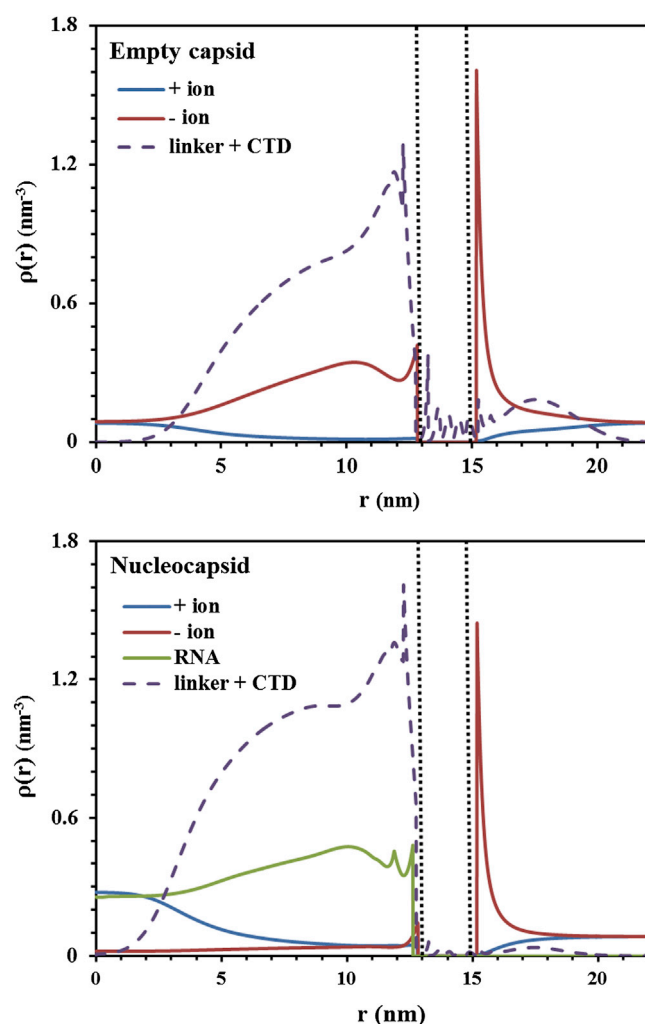 1.8
Empty capsid
+ ion
- ion
linker + CTD
1.2
0.6
0
ρ(r) (nm⁻³)
0 5 10 15 20
r (nm)
1.8
Nucleocapsid
+ ion
- ion
RNA
linker + CTD
1.2
0.6
0
ρ(r) (nm⁻³)
0 5 10 15 20
r (nm)